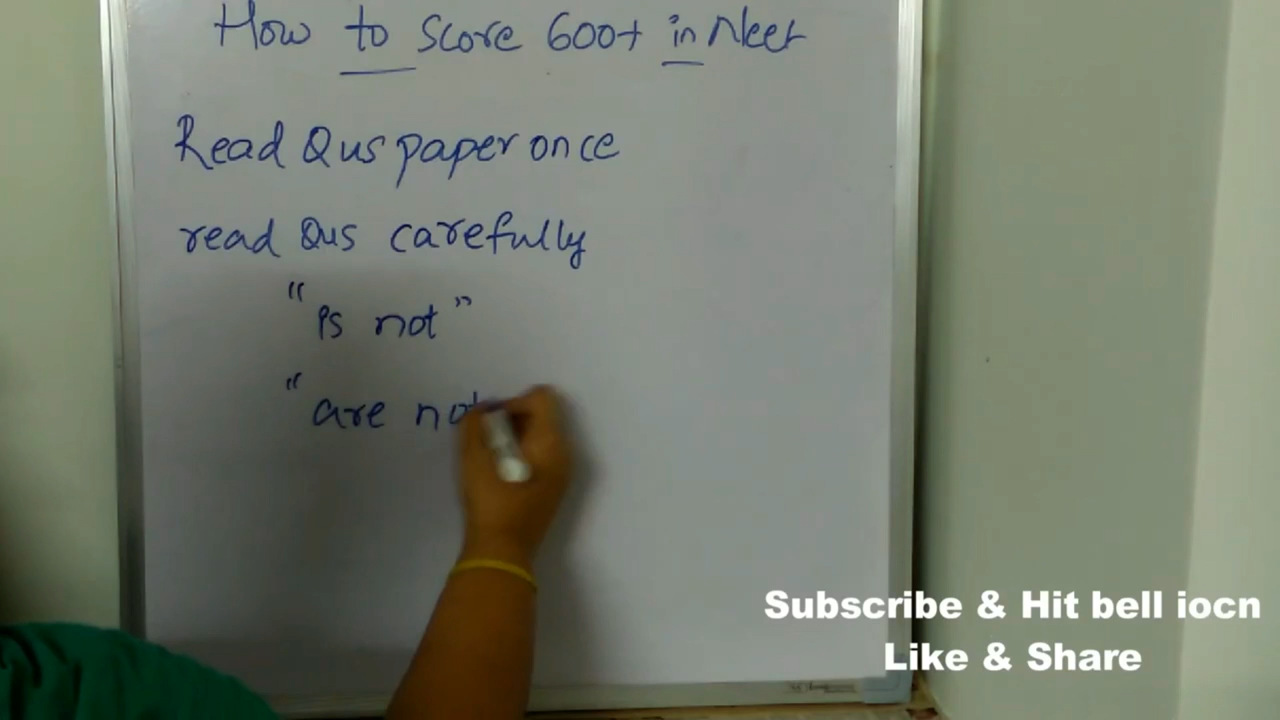 How to score 600+ in Neet
Read Qus paper once
read Qus carefully
"is not"
"are not
Subscribe & Hit bell iocn
Like & Share